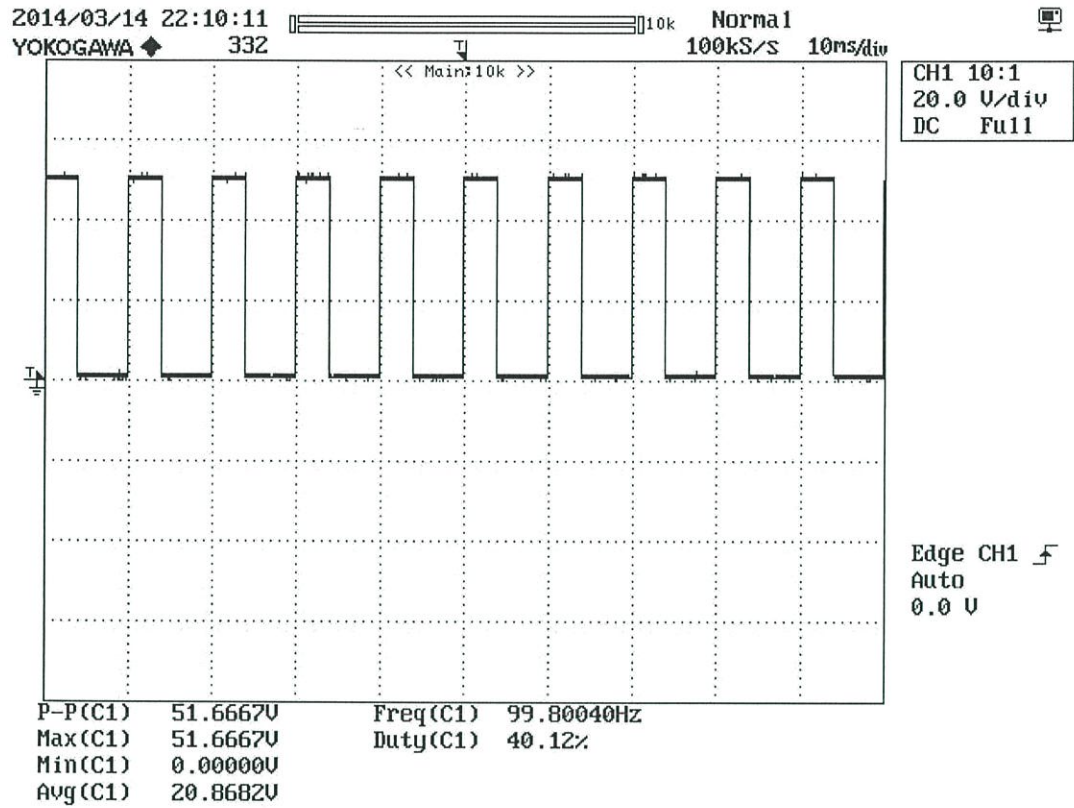 2014/03/14 22:10:11 10k Normal
YOKOGAWA ◆ 332 T 100kS/s 10ms/div
<< Main:10k >>
CH1 10:1
20.0 V/div
DC Full
T
Edge CH1
Auto
0.0 V
P-P(C1) 51.6667V Freq(C1) 99.80040Hz
Max(C1) 51.6667V Duty(C1) 40.12%
Min(C1) 0.00000V
Avg(C1) 20.8682V